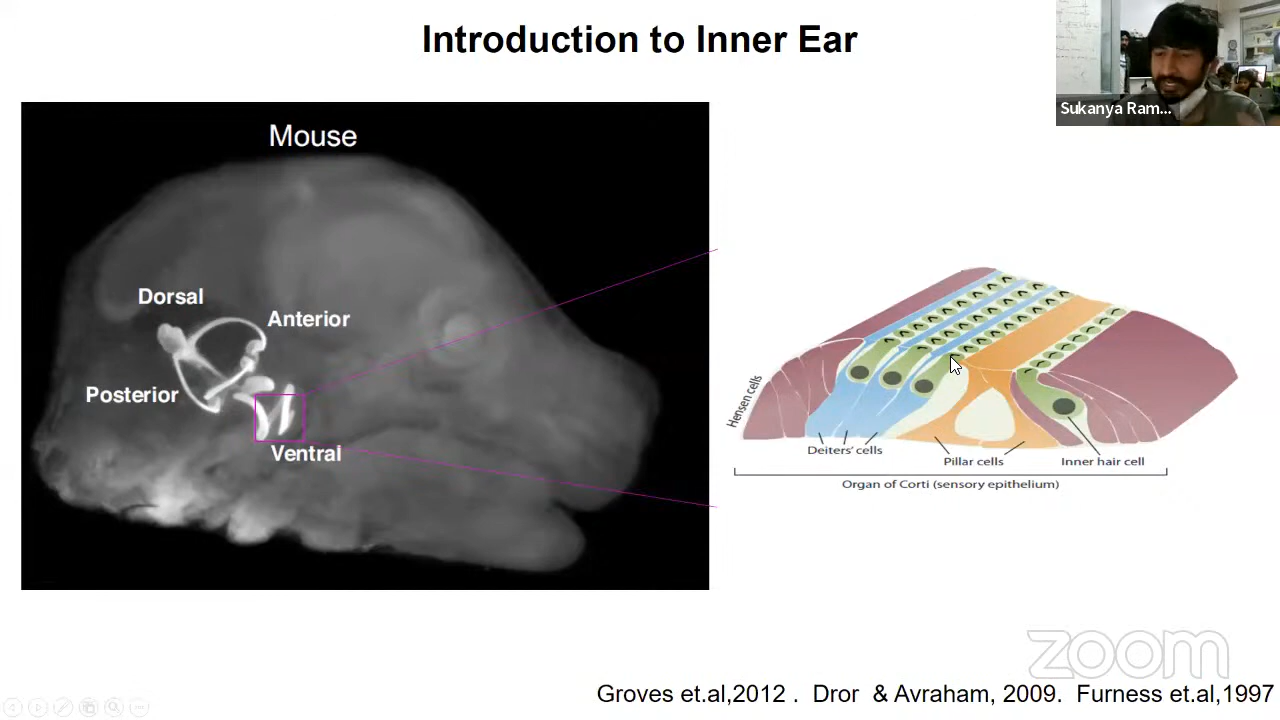 Introduction to Inner Ear
Sukanya Ram...
Mouse
Dorsal
Anterior
Posterior
Ventral
Hensen cells
Deiters' cells
Pillar cells
Inner hair cell
Organ of Corti (sensory epithelium)
zoom
Groves et.al,2012 . Dror & Avraham, 2009. Furness et.al,1997